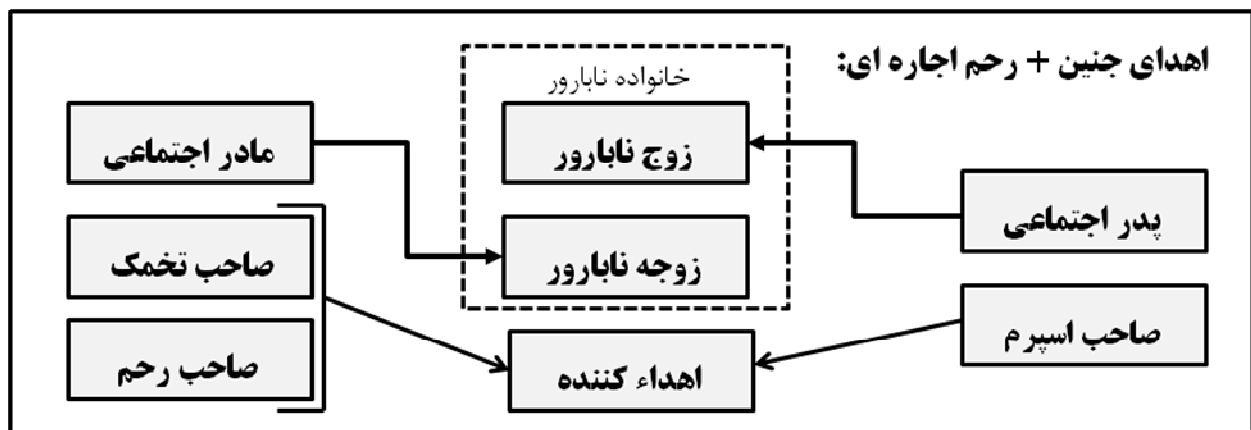 اهدای جنین + رحم اجاره ای:
خانواده نابارور
زوج نابارور
مادر اجتماعی
پدر اجتماعی
زوجه نابارور
صاحب تخمک
صاحب اسپرم
صاحب رحم
اهداء کننده